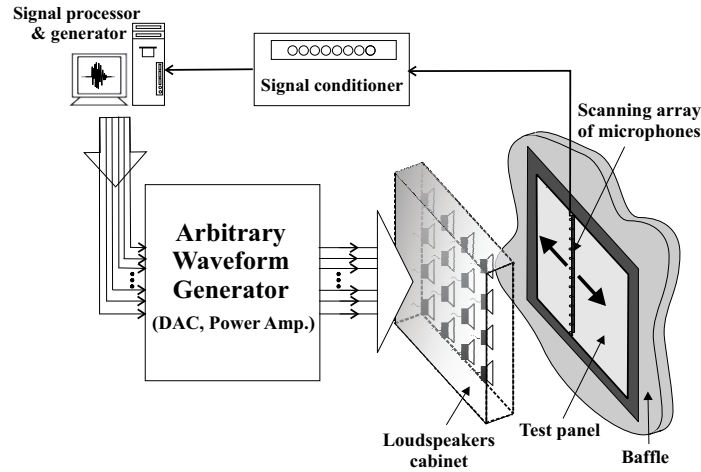 Signal processor
& generator
Signal conditioner
Scanning array
of microphones
Arbitrary
Waveform
Generator
(DAC, Power Amp.)
Loudspeakers
cabinet
Test panel
Baffle